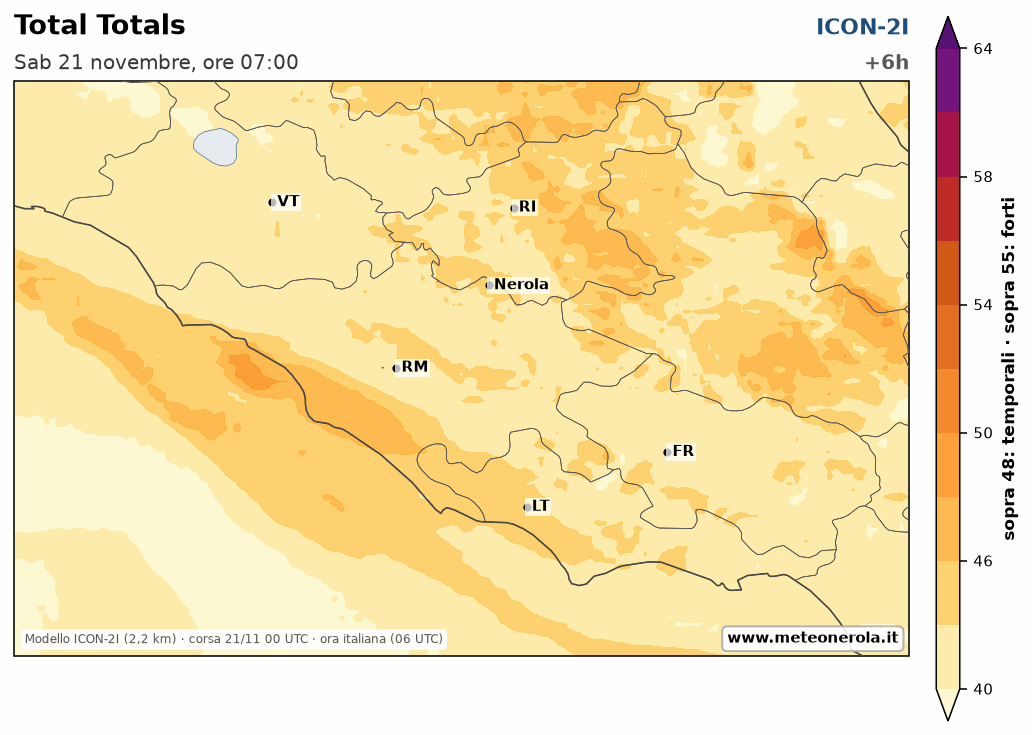 Total Totals
ICON-2I
Sab 21 novembre, ore 07:00
+6h
VT
RI
Nerola
RM
FR
LT
Modello ICON-2I (2,2 km) · corsa 21/11 00 UTC · ora italiana (06 UTC)
www.meteonerola.it
64
58
54
50
46
40
sopra 48: temporali · sopra 55: forti